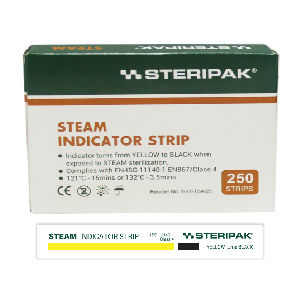 STERIPAK
STERIPAK®
STEAM
INDICATOR STRIP
• Indicator turns from YELLOW to BLACK when
exposed to STEAM sterilization.
• Complies with EN-ISO 11140-1 EN867/Class 4
• 121°C - 15mins or 132°C - 3.5mins
Reorder No.
250
STRIPS
STEAM INDICATOR STRIP
STERIPAK®
YELLOW BLACK